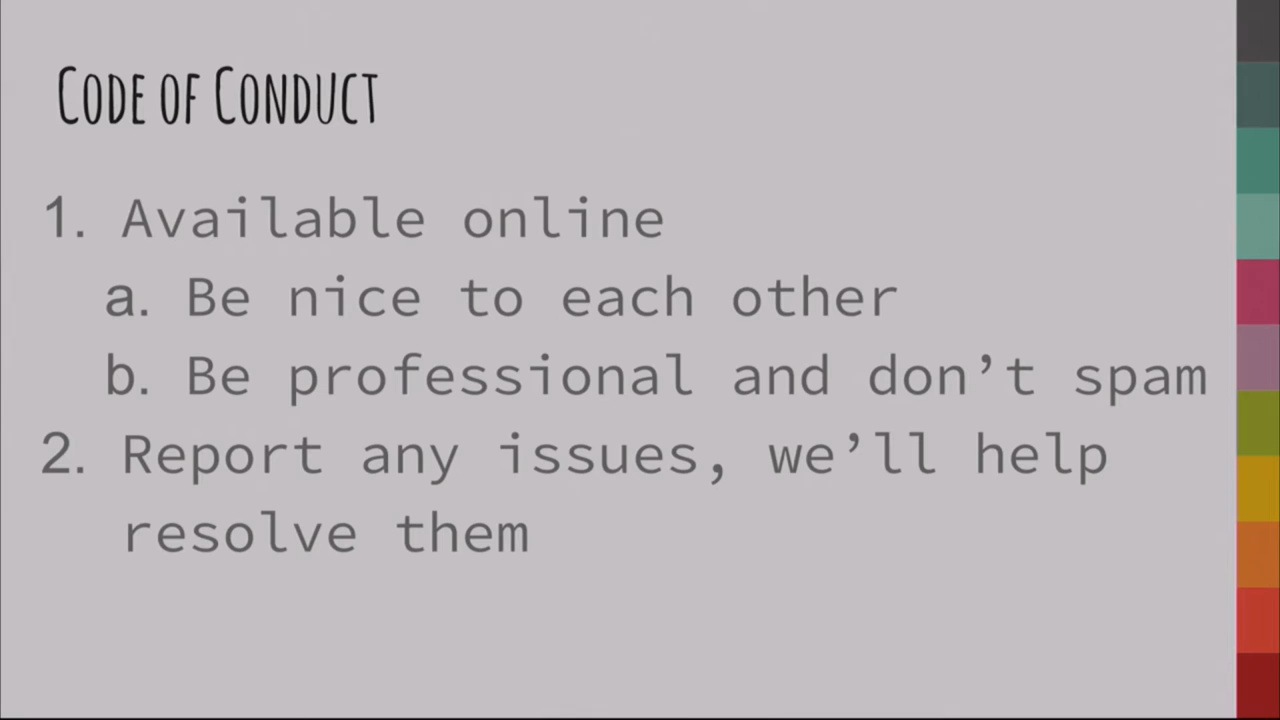 Code of Conduct
1. Available online
a. Be nice to each other
b. Be professional and don’t spam
2. Report any issues, we’ll help
resolve them